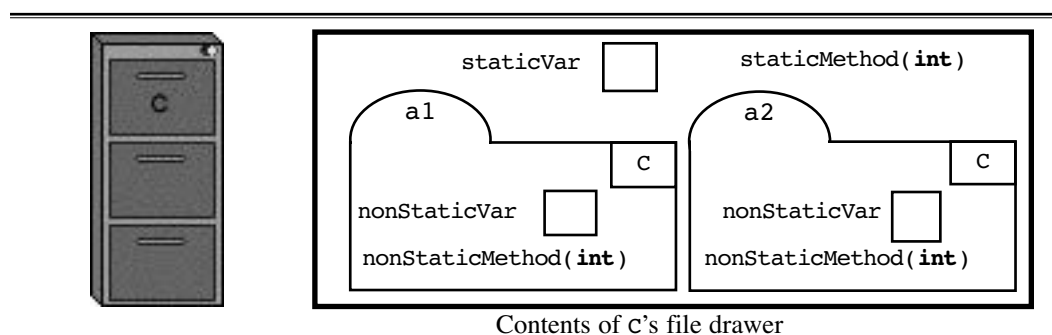 C
staticVar staticMethod(int)
a1 a2
C C
nonStaticVar nonStaticVar
nonStaticMethod(int) nonStaticMethod(int)
Contents of C's file drawer